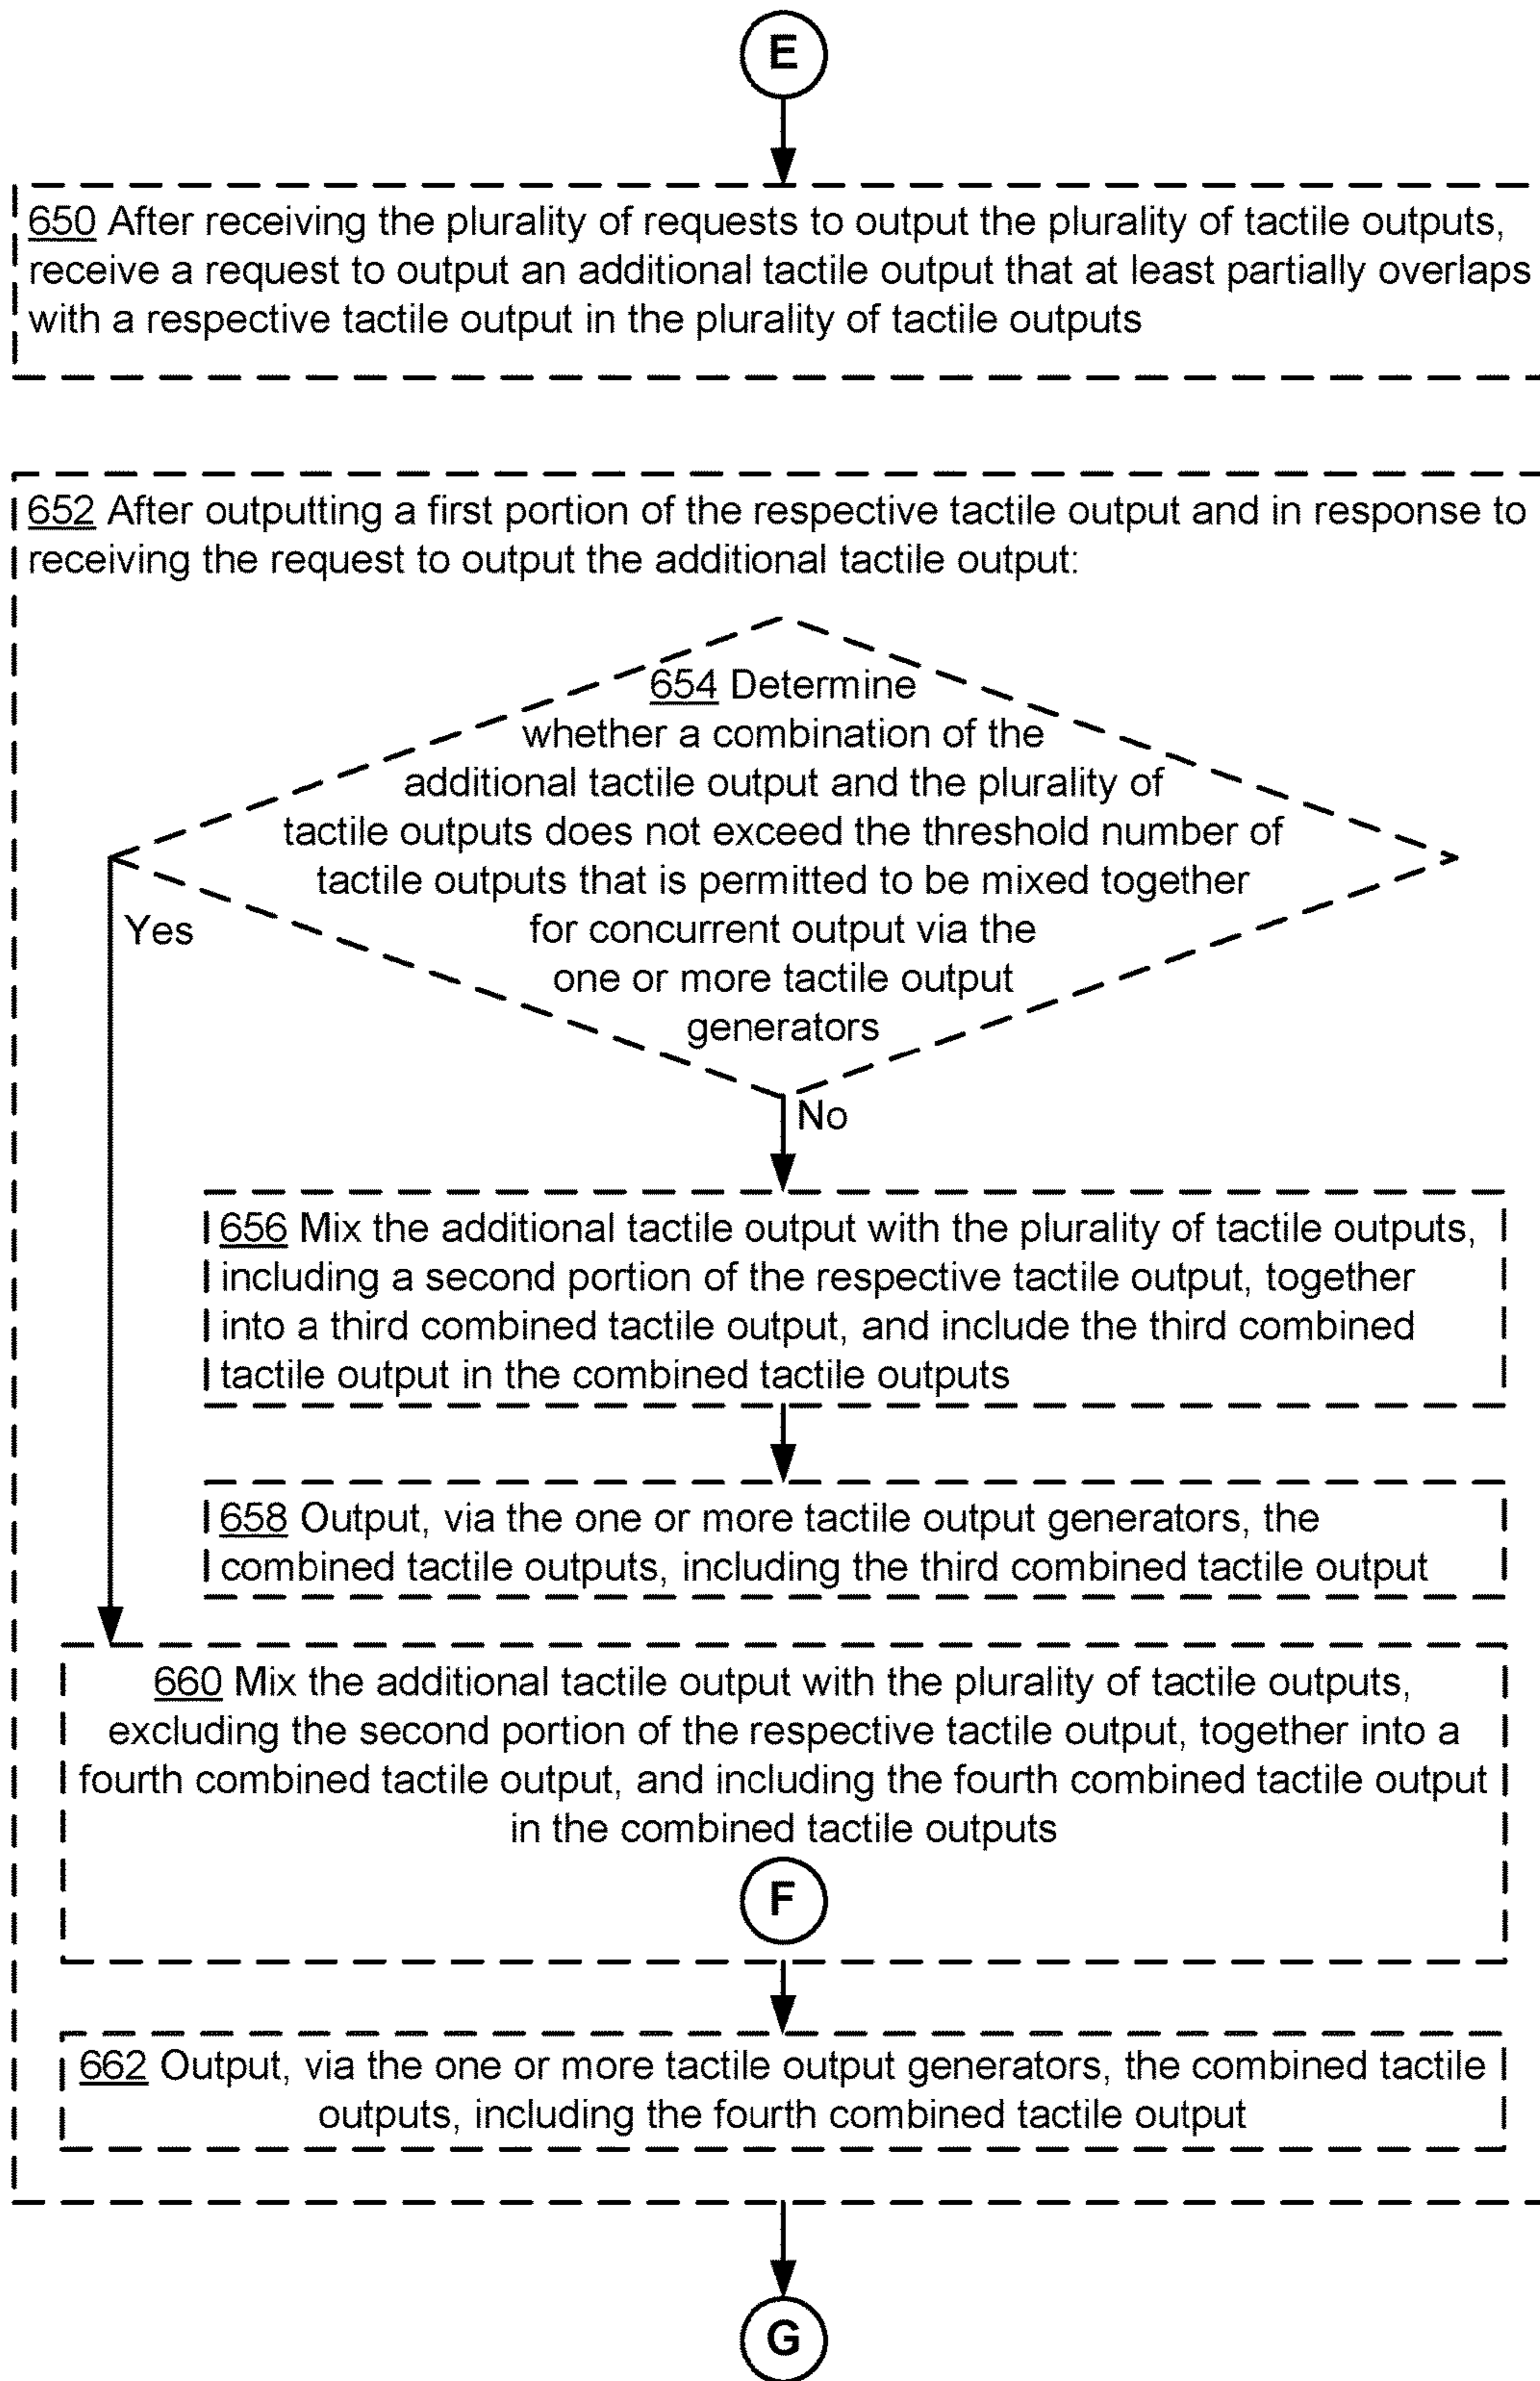 E
650 After receiving the plurality of requests to output the plurality of tactile outputs,
receive a request to output an additional tactile output that at least partially overlaps
with a respective tactile output in the plurality of tactile outputs
652 After outputting a first portion of the respective tactile output and in response to
receiving the request to output the additional tactile output:
654 Determine
whether a combination of the
additional tactile output and the plurality of
tactile outputs does not exceed the threshold number of
tactile outputs that is permitted to be mixed together
for concurrent output via the
one or more tactile output
generators
Yes
No
656 Mix the additional tactile output with the plurality of tactile outputs,
including a second portion of the respective tactile output, together
into a third combined tactile output, and include the third combined
tactile output in the combined tactile outputs
658 Output, via the one or more tactile output generators, the
combined tactile outputs, including the third combined tactile output
660 Mix the additional tactile output with the plurality of tactile outputs,
excluding the second portion of the respective tactile output, together into a
fourth combined tactile output, and including the fourth combined tactile output
in the combined tactile outputs
F
662 Output, via the one or more tactile output generators, the combined tactile
outputs, including the fourth combined tactile output
G